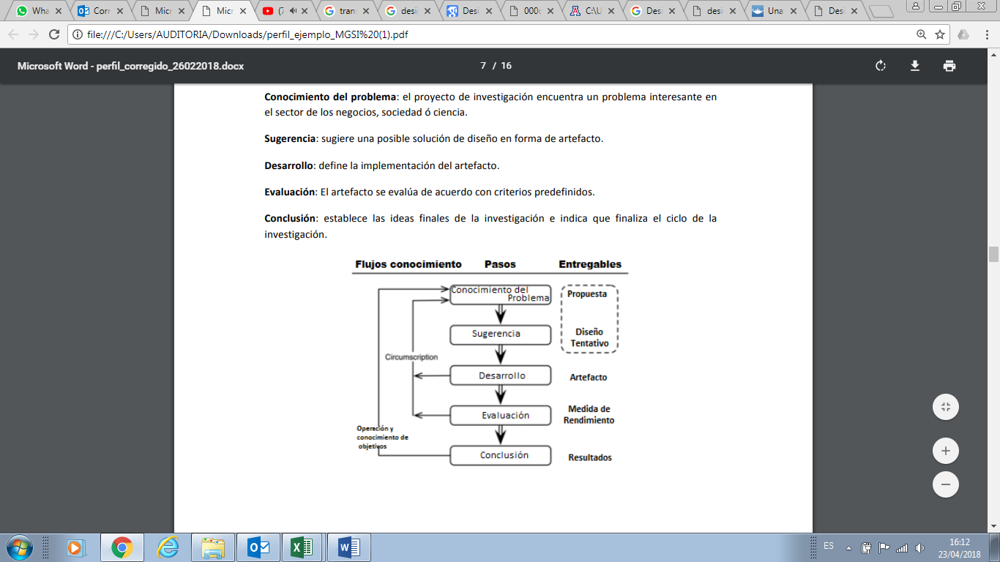 Wha
Corr
Micr
Micr
(7
tran:
desi
Desi
000c
C:\U
Desi
desi
Una
Desi
file:///C:/Users/AUDITORIA/Downloads/perfil_ejemplo_MGSI%20(1).pdf
Microsoft Word - perfil_corregido_26022018.docx
7 / 16
Conocimiento del problema: el proyecto de investigación encuentra un problema interesante en
el sector de los negocios, sociedad ó ciencia.
Sugerencia: sugiere una posible solución de diseño en forma de artefacto.
Desarrollo: define la implementación del artefacto.
Evaluación: El artefacto se evalúa de acuerdo con criterios predefinidos.
Conclusión: establece las ideas finales de la investigación e indica que finaliza el ciclo de la
investigación.
Flujos conocimiento Pasos Entregables
Conocimiento del
Problema
Propuesta
Sugerencia
Diseño
Tentativo
Circumscription
Desarrollo
Artefacto
Evaluación
Medida de
Rendimiento
Operación y
conocimiento de
objetivos
Conclusión
Resultados
ES
16:12
23/04/2018